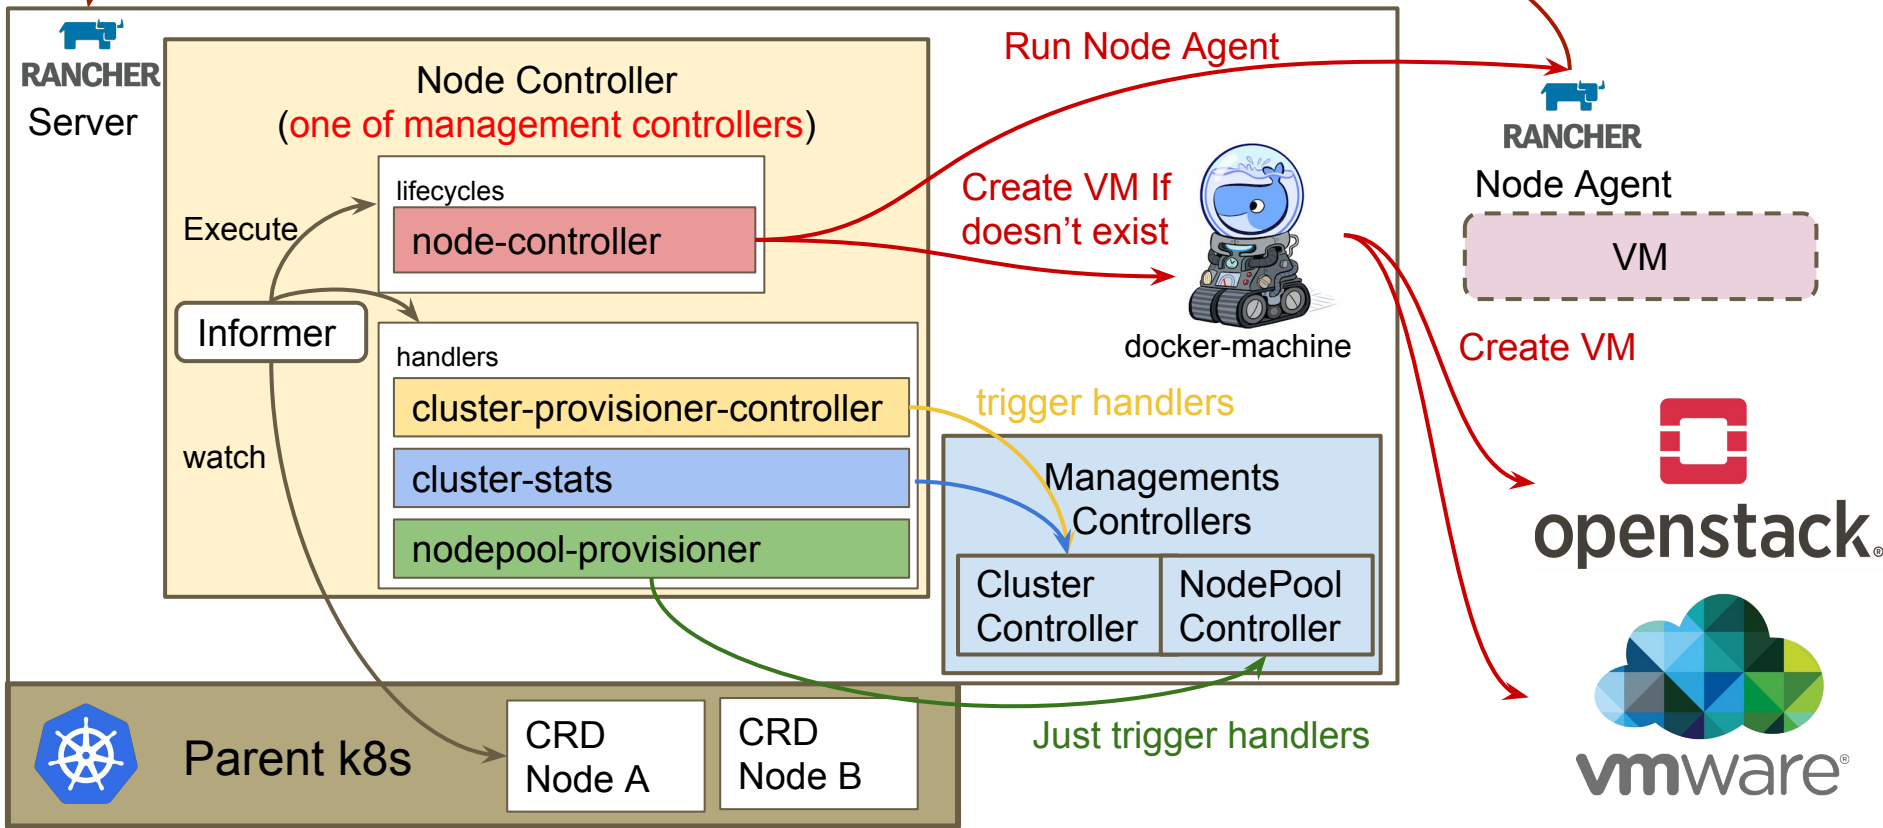 RANCHER
Server
Node Controller
(one of management controllers)
lifecycles
node-controller
Execute
Informer
watch
handlers
cluster-provisioner-controller
cluster-stats
nodepool-provisioner
Run Node Agent
Create VM If
doesn't exist
docker-machine
trigger handlers
Managements
Controllers
Cluster
Controller
NodePool
Controller
Just trigger handlers
RANCHER
Node Agent
VM
Create VM
openstack®
vmware®
Parent k8s
CRD
Node A
CRD
Node B